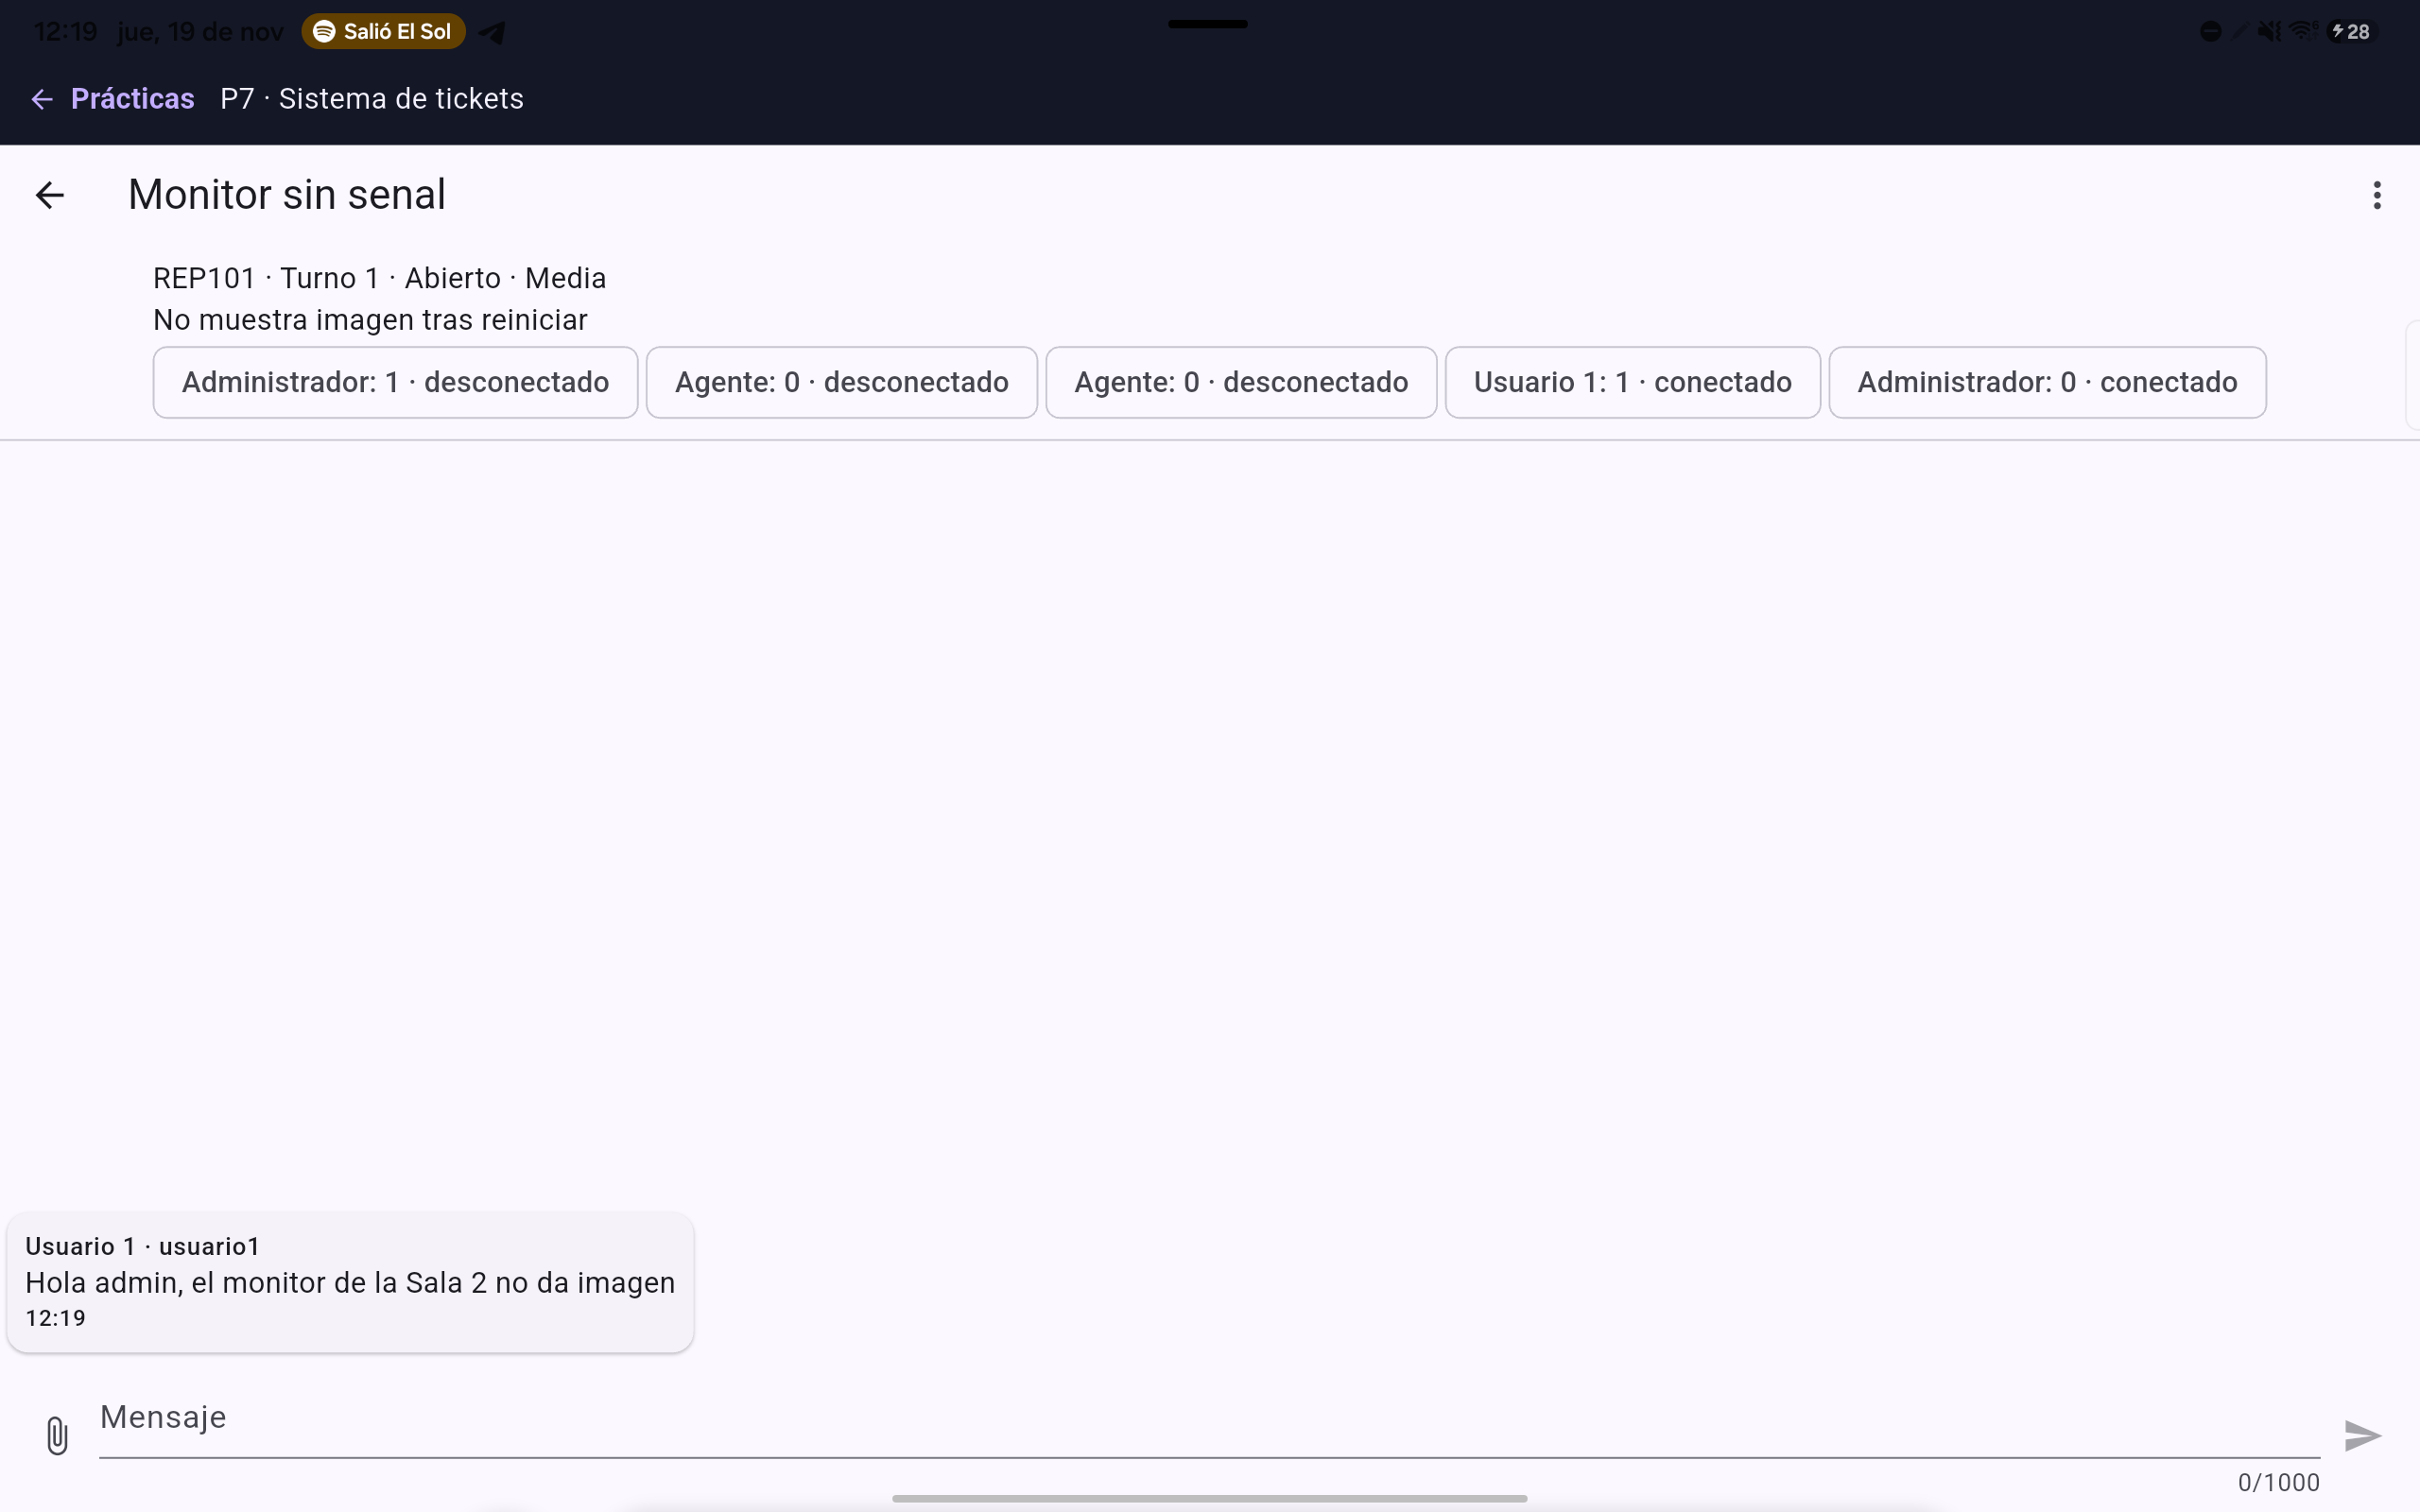 12:19 jue, 19 de nov Salió El Sol 28
Prácticas P7 · Sistema de tickets
Monitor sin senal
REP101 · Turno 1 · Abierto · Media
No muestra imagen tras reiniciar
Administrador: 1 · desconectado Agente: 0 · desconectado Agente: 0 · desconectado Usuario 1: 1 · conectado Administrador: 0 · conectado
Usuario 1 · usuario1
Hola admin, el monitor de la Sala 2 no da imagen
12:19
Mensaje
0/1000